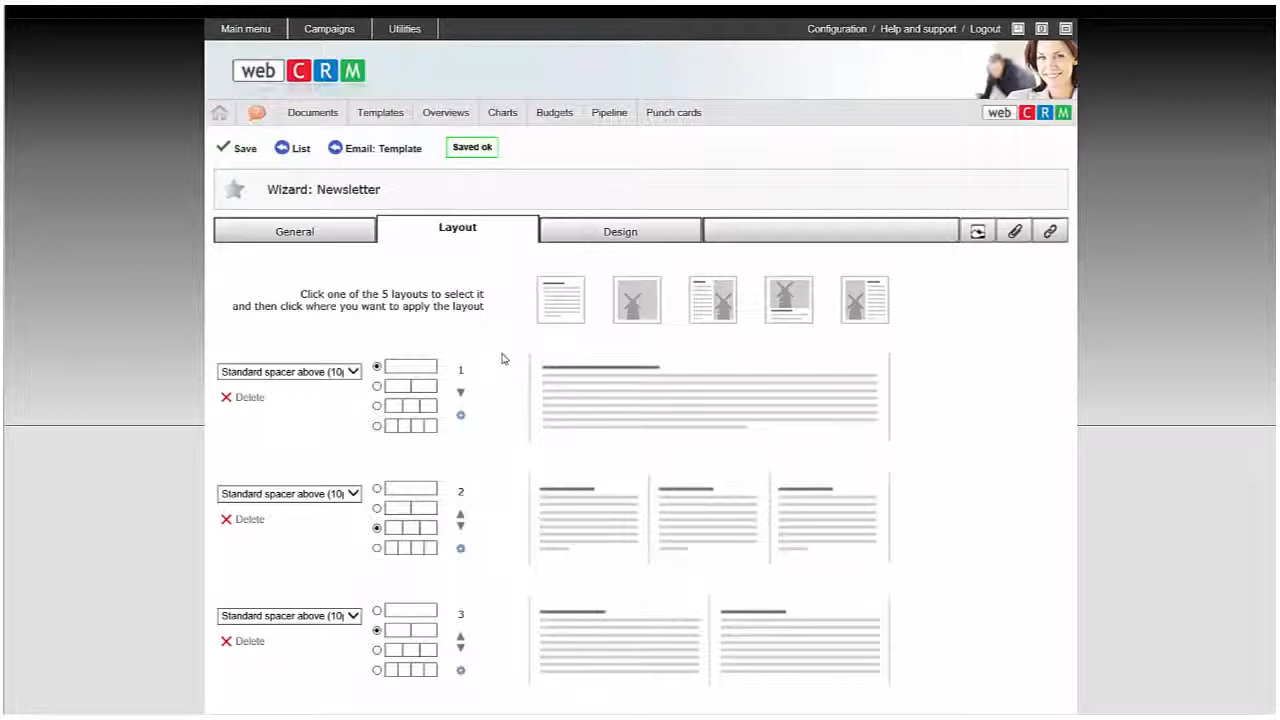 Main menu Campaigns Utilities Configuration / Help and support / Logout
web C R M
Documents Templates Overviews Charts Budgets Pipeline Punch cards web C R M
Save List Email: Template Saved ok
Wizard: Newsletter
General Layout Design
Click one of the 5 layouts to select it
and then click where you want to apply the layout
Standard spacer above (10p 1
Delete
Standard spacer above (10p 2
Delete
Standard spacer above (10p 3
Delete